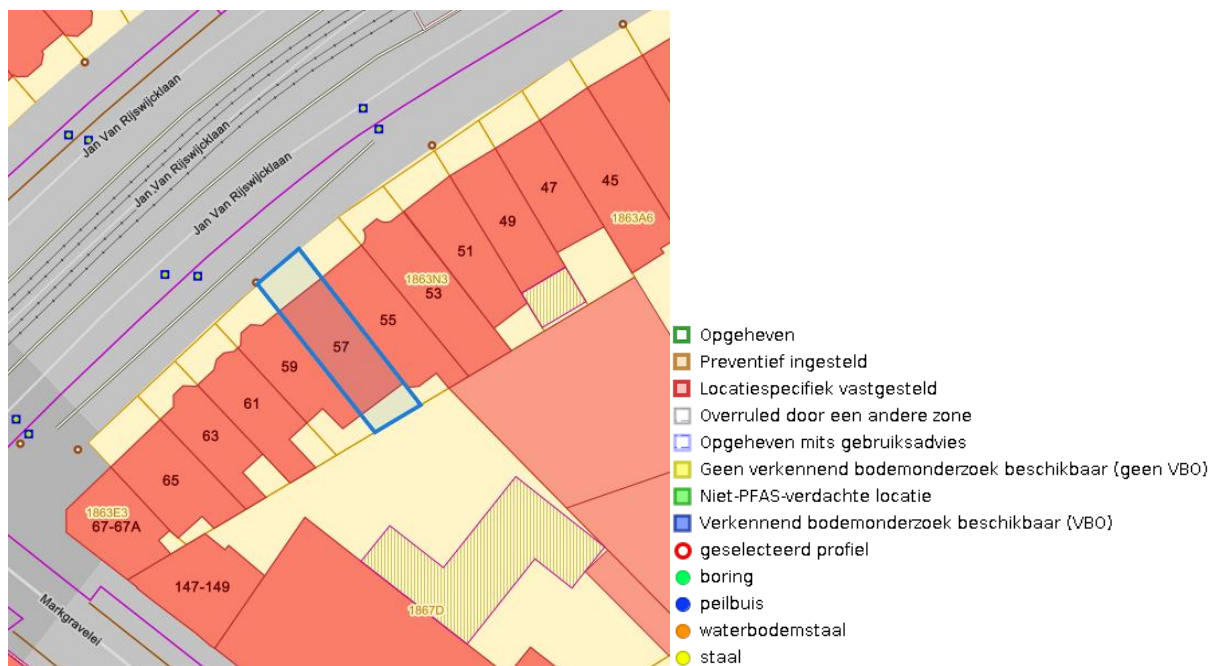 Jan Van Rijswijcklaan
Jan Van Rijswijcklaan
Jan Van Rijswijcklaan
45
1863A6
47
49
51
1863N3
53
55
57
59
61
63
65
1863E3
67-67A
147-149
1867D
Markgravelei
Opgeheven
Preventief ingesteld
Locatiespecifiek vastgesteld
Overruled door een andere zone
Opgeheven mits gebruiksadvies
Geen verkennend bodemonderzoek beschikbaar (geen VBO)
Niet-PFAS-verdachte locatie
Verkennend bodemonderzoek beschikbaar (VBO)
geselecteerd profiel
boring
peilbuis
waterbodemstaal
staal